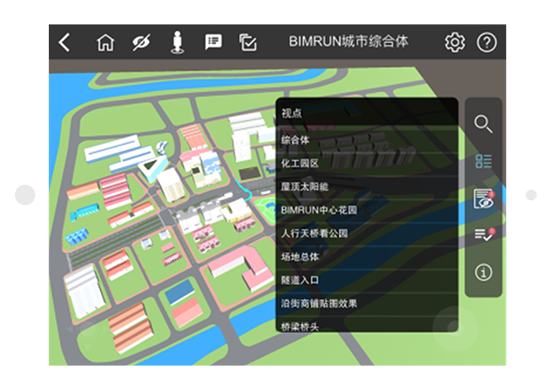 BIMRUN城市综合体
视点
综合体
化工园区
屋顶太阳能
BIMRUN中心花园
人行天桥看公园
场地总体
隧道入口
沿街商铺贴图效果
桥梁桥头